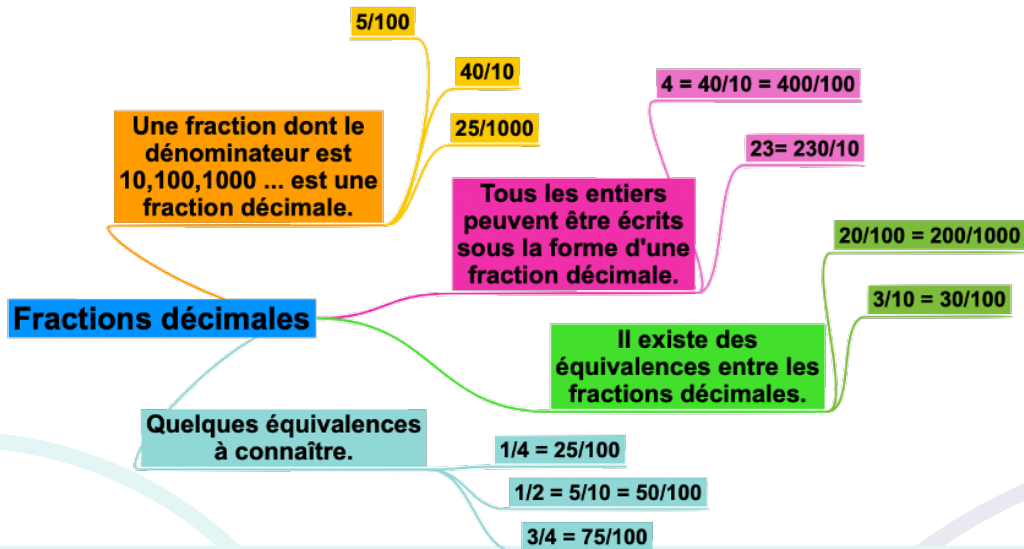 Fractions décimales
Une fraction dont le
dénominateur est
10,100,1000 ... est une
fraction décimale.
5/100
40/10
25/1000
Tous les entiers
peuvent être écrits
sous la forme d'une
fraction décimale.
4 = 40/10 = 400/100
23= 230/10
Il existe des
équivalences entre les
fractions décimales.
20/100 = 200/1000
3/10 = 30/100
Quelques équivalences
à connaître.
1/4 = 25/100
1/2 = 5/10 = 50/100
3/4 = 75/100